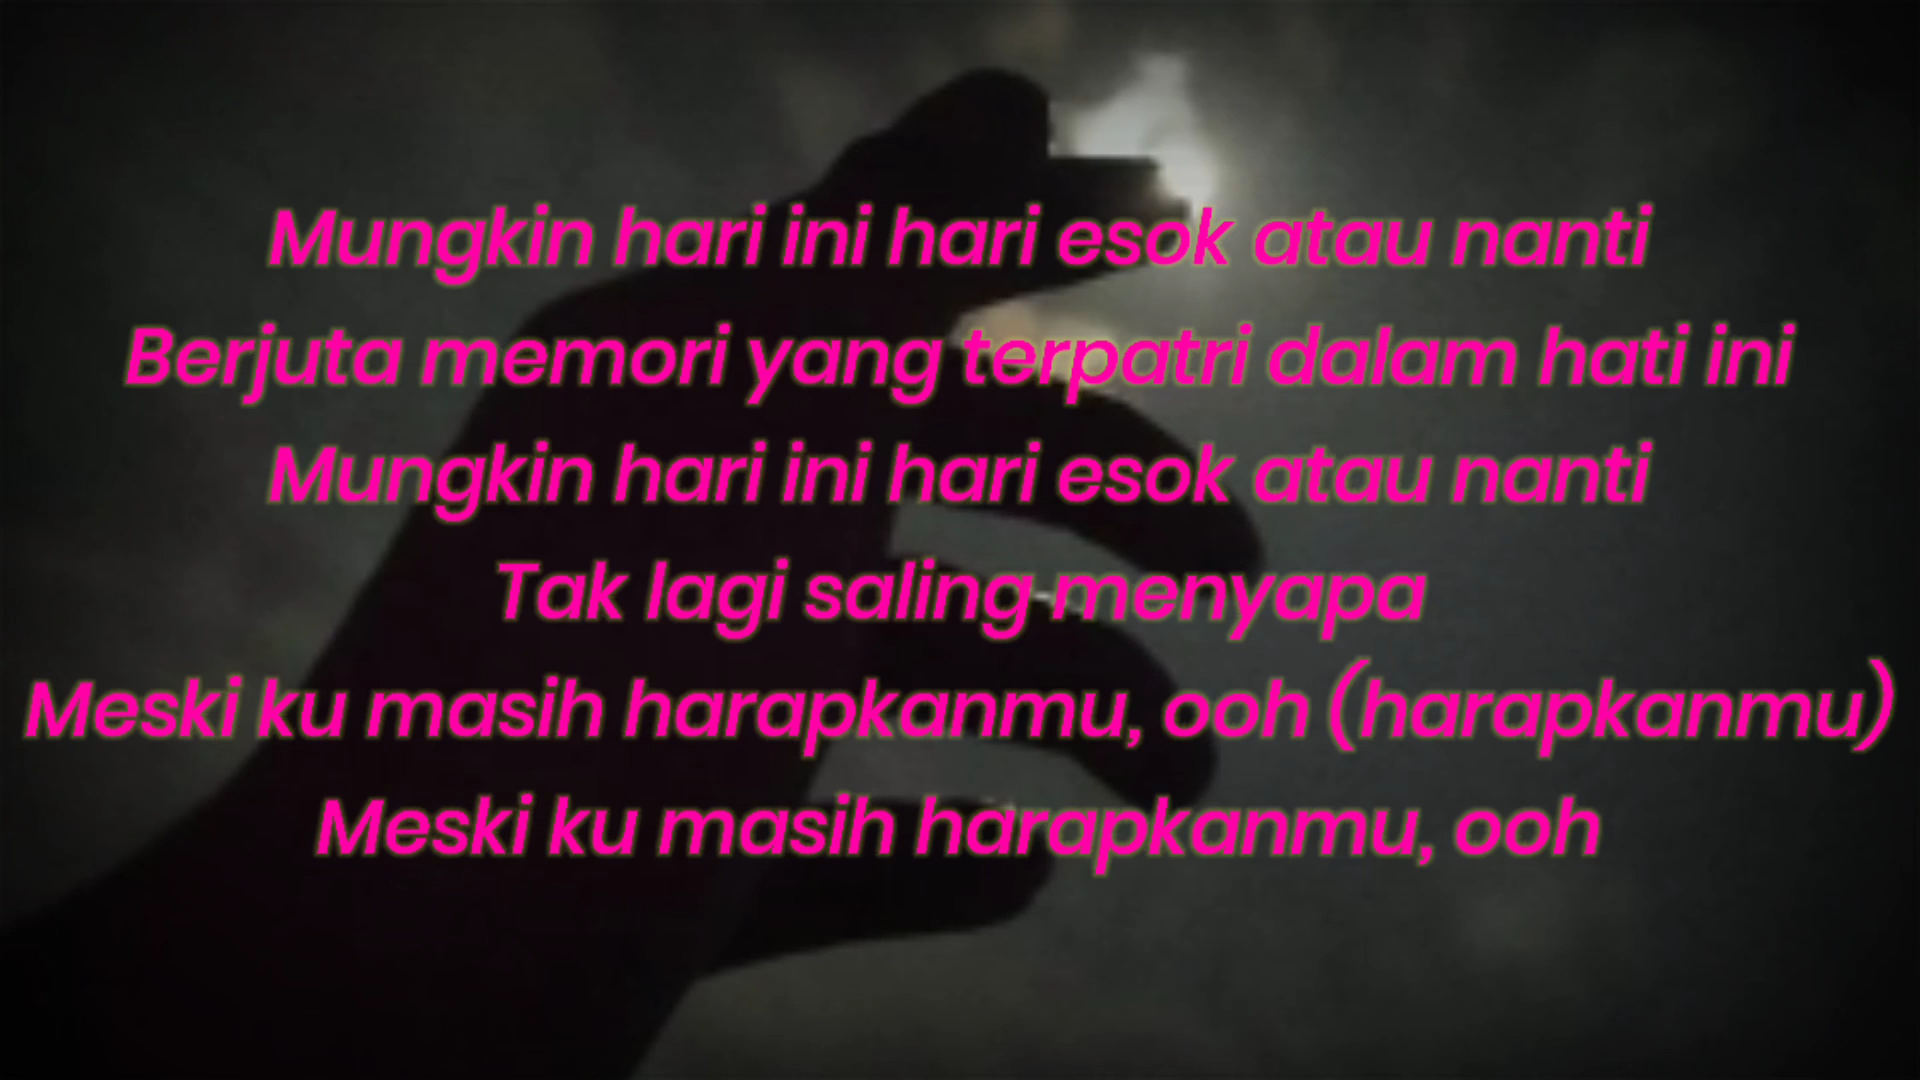 Mungkin hari ini hari esok atau nanti
Berjuta memori yang terpatri dalam hati ini
Mungkin hari ini hari esok atau nanti
Tak lagi saling menyapa
Meski ku masih harapkanmu, ooh (harapkanmu)
Meski ku masih harapkanmu, ooh